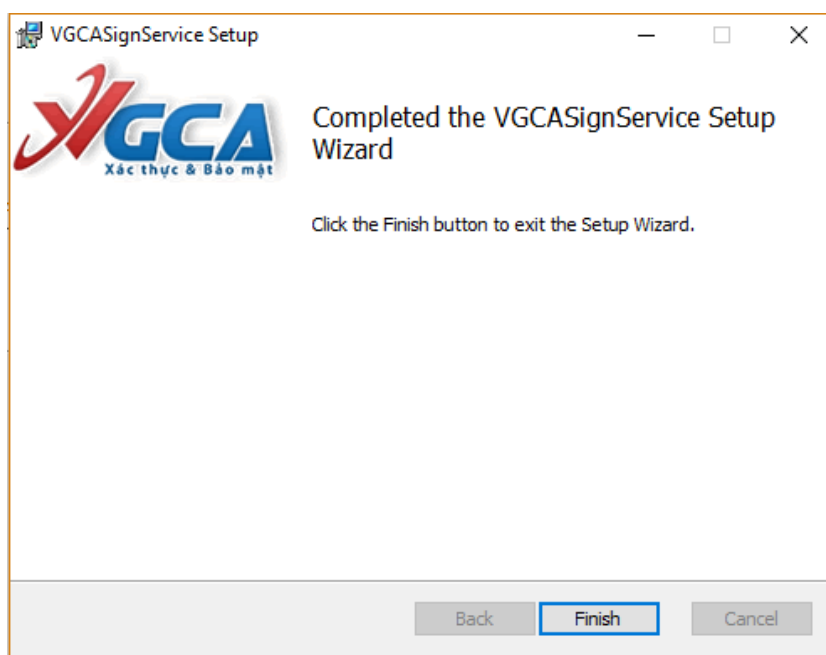 VGCASignService Setup
VGCA
Xác thực & Bảo mật
Completed the VGCASignService Setup
Wizard
Click the Finish button to exit the Setup Wizard.
Back Finish Cancel